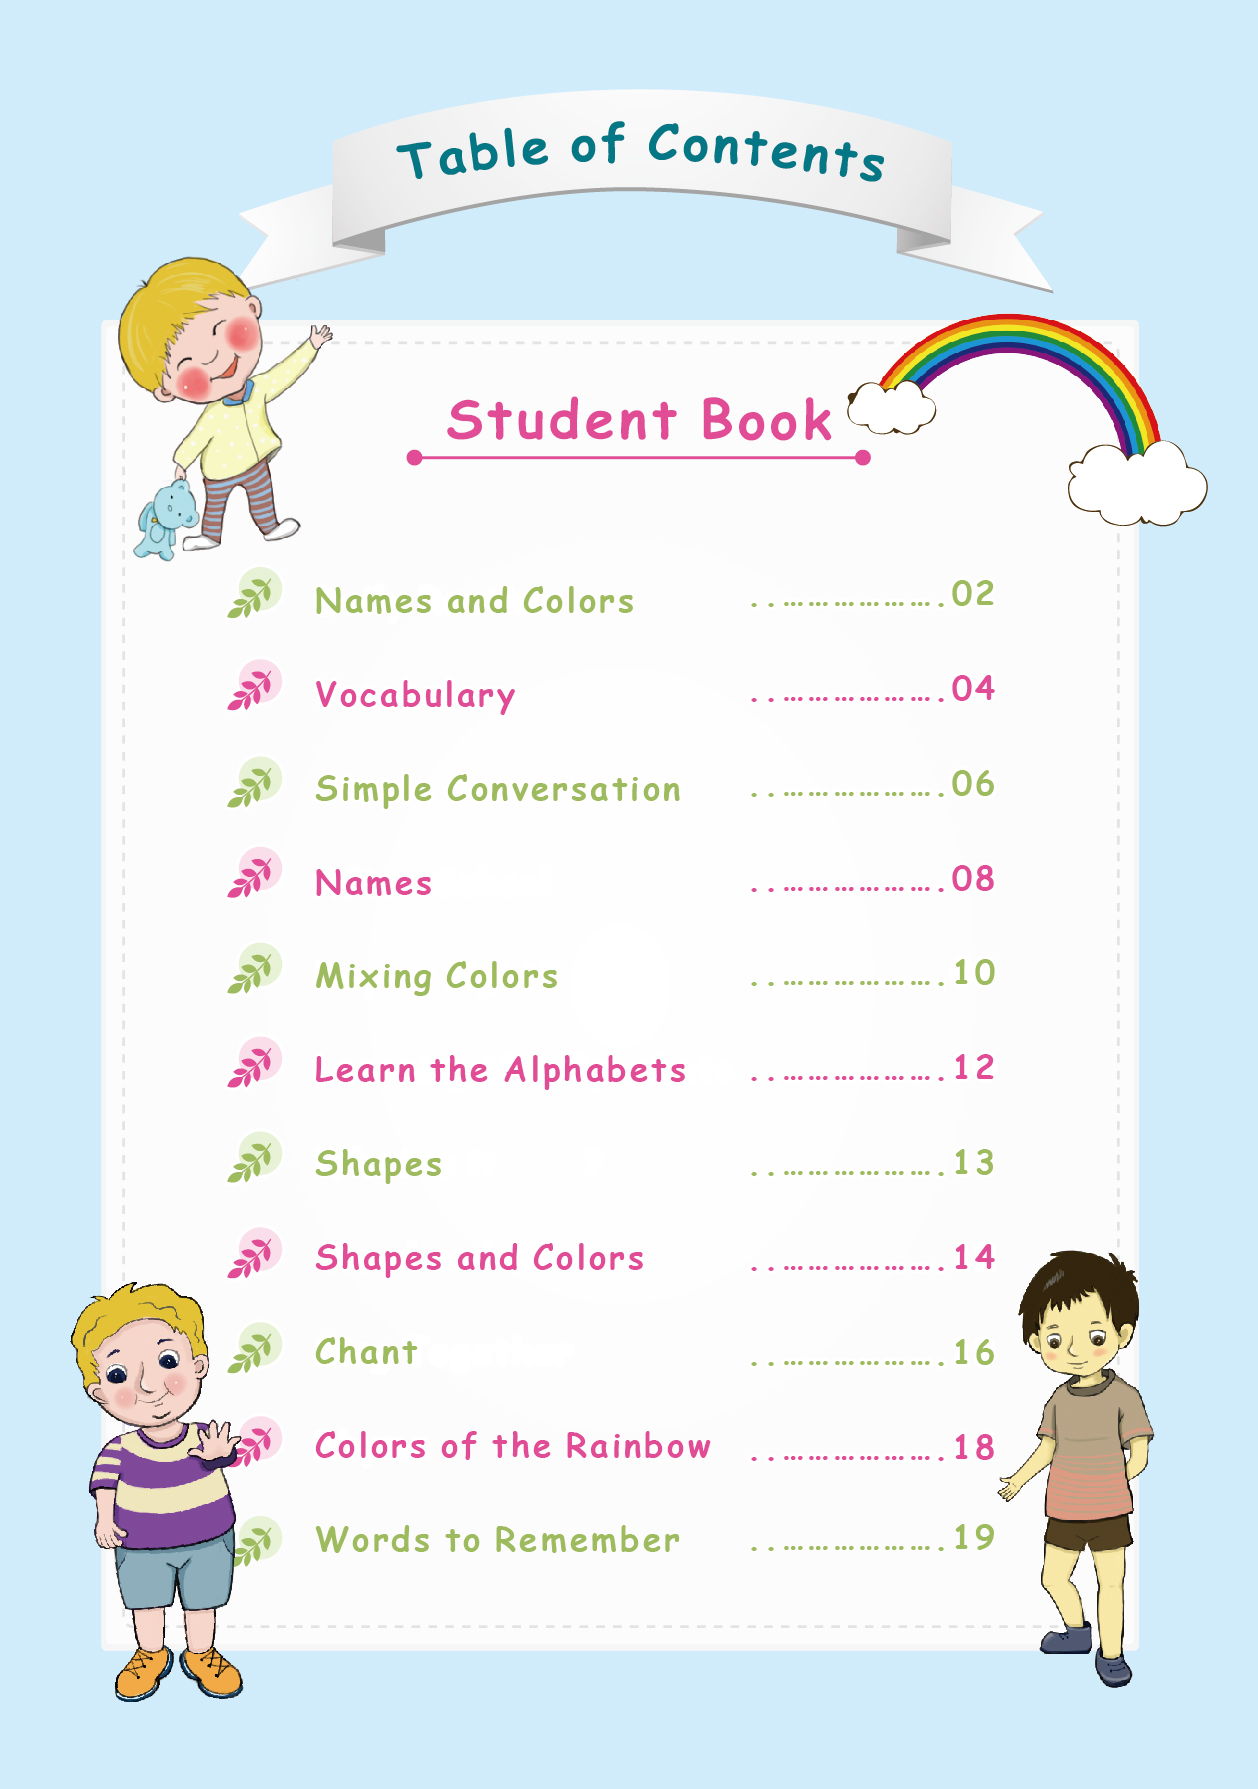 Table of Contents
Student Book
Names and Colors ..………………….02
Vocabulary ..………………….04
Simple Conversation ..………………….06
Names ..………………….08
Mixing Colors ..………………….10
Learn the Alphabets ..………………….12
Shapes ..………………….13
Shapes and Colors ..………………….14
Chant ..………………….16
Colors of the Rainbow ..………………….18
Words to Remember ..………………….19